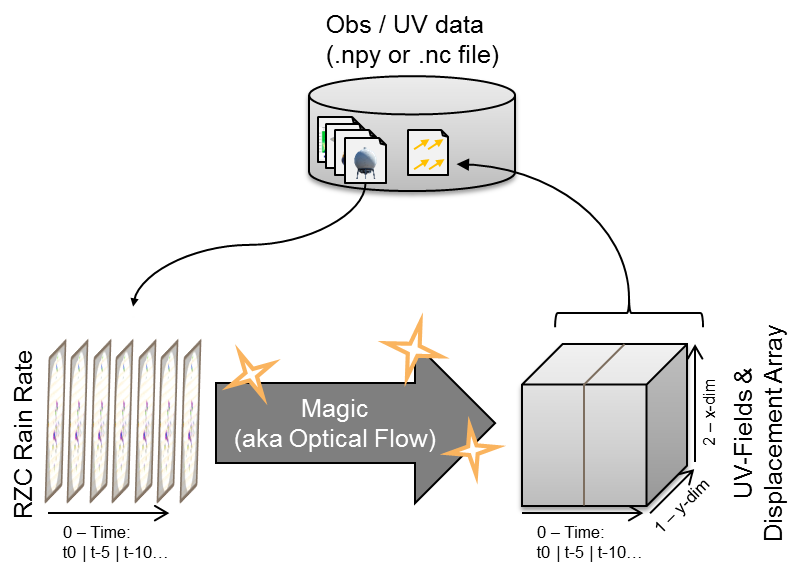 Obs / UV data
(.npy or .nc file)
RZC Rain Rate
Magic
(aka Optical Flow)
0 – Time:
t0 | t-5 | t-10…
0 – Time:
t0 | t-5 | t-10…
1 – y-dim
2 – x-dim
UV-Fields &
Displacement Array